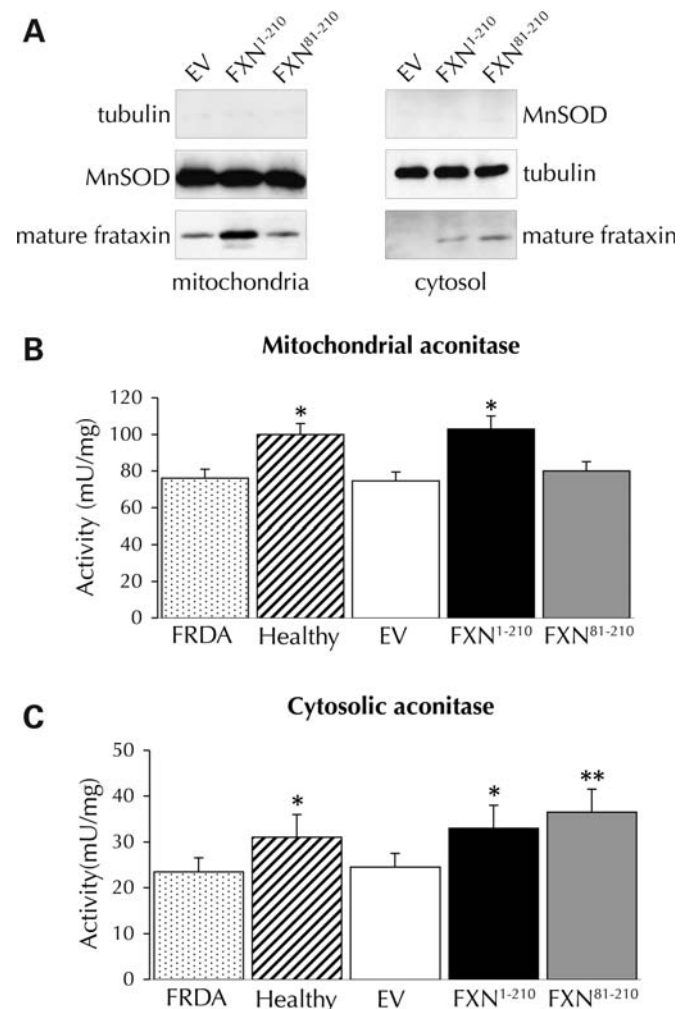 A
EV FXN1-210 FXN81-210 EV FXN1-210 FXN81-210
tubulin MnSOD
MnSOD tubulin
mature frataxin mature frataxin
mitochondria cytosol
B
Mitochondrial aconitase
Activity (mU/mg)
120
100
80
60
40
20
0
* *
FRDA Healthy EV FXN1-210 FXN81-210
C
Cytosolic aconitase
Activity(mU/mg)
50
40
30
20
10
0
* * **
FRDA Healthy EV FXN1-210 FXN81-210